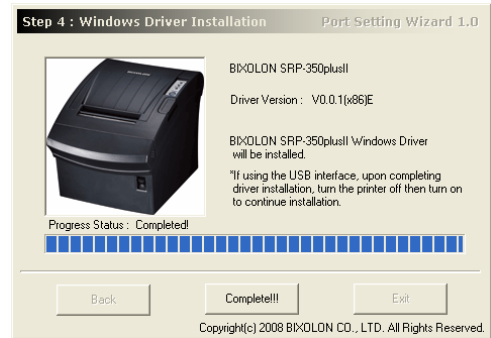 Step 4 : Windows Driver Installation
Port Setting Wizard 1.0
BIXOLON SRP-350plusII
Driver Version : V0.0.1(x86)E
BIXOLON SRP-350plusII Windows Driver
will be installed.
"If using the USB interface, upon completing
driver installation, turn the printer off then turn on
to continue installation.
Progress Status : Completed!
Back
Complete!!!
Exit
Copyright(c) 2008 BIXOLON CO., LTD. All Rights Reserved.